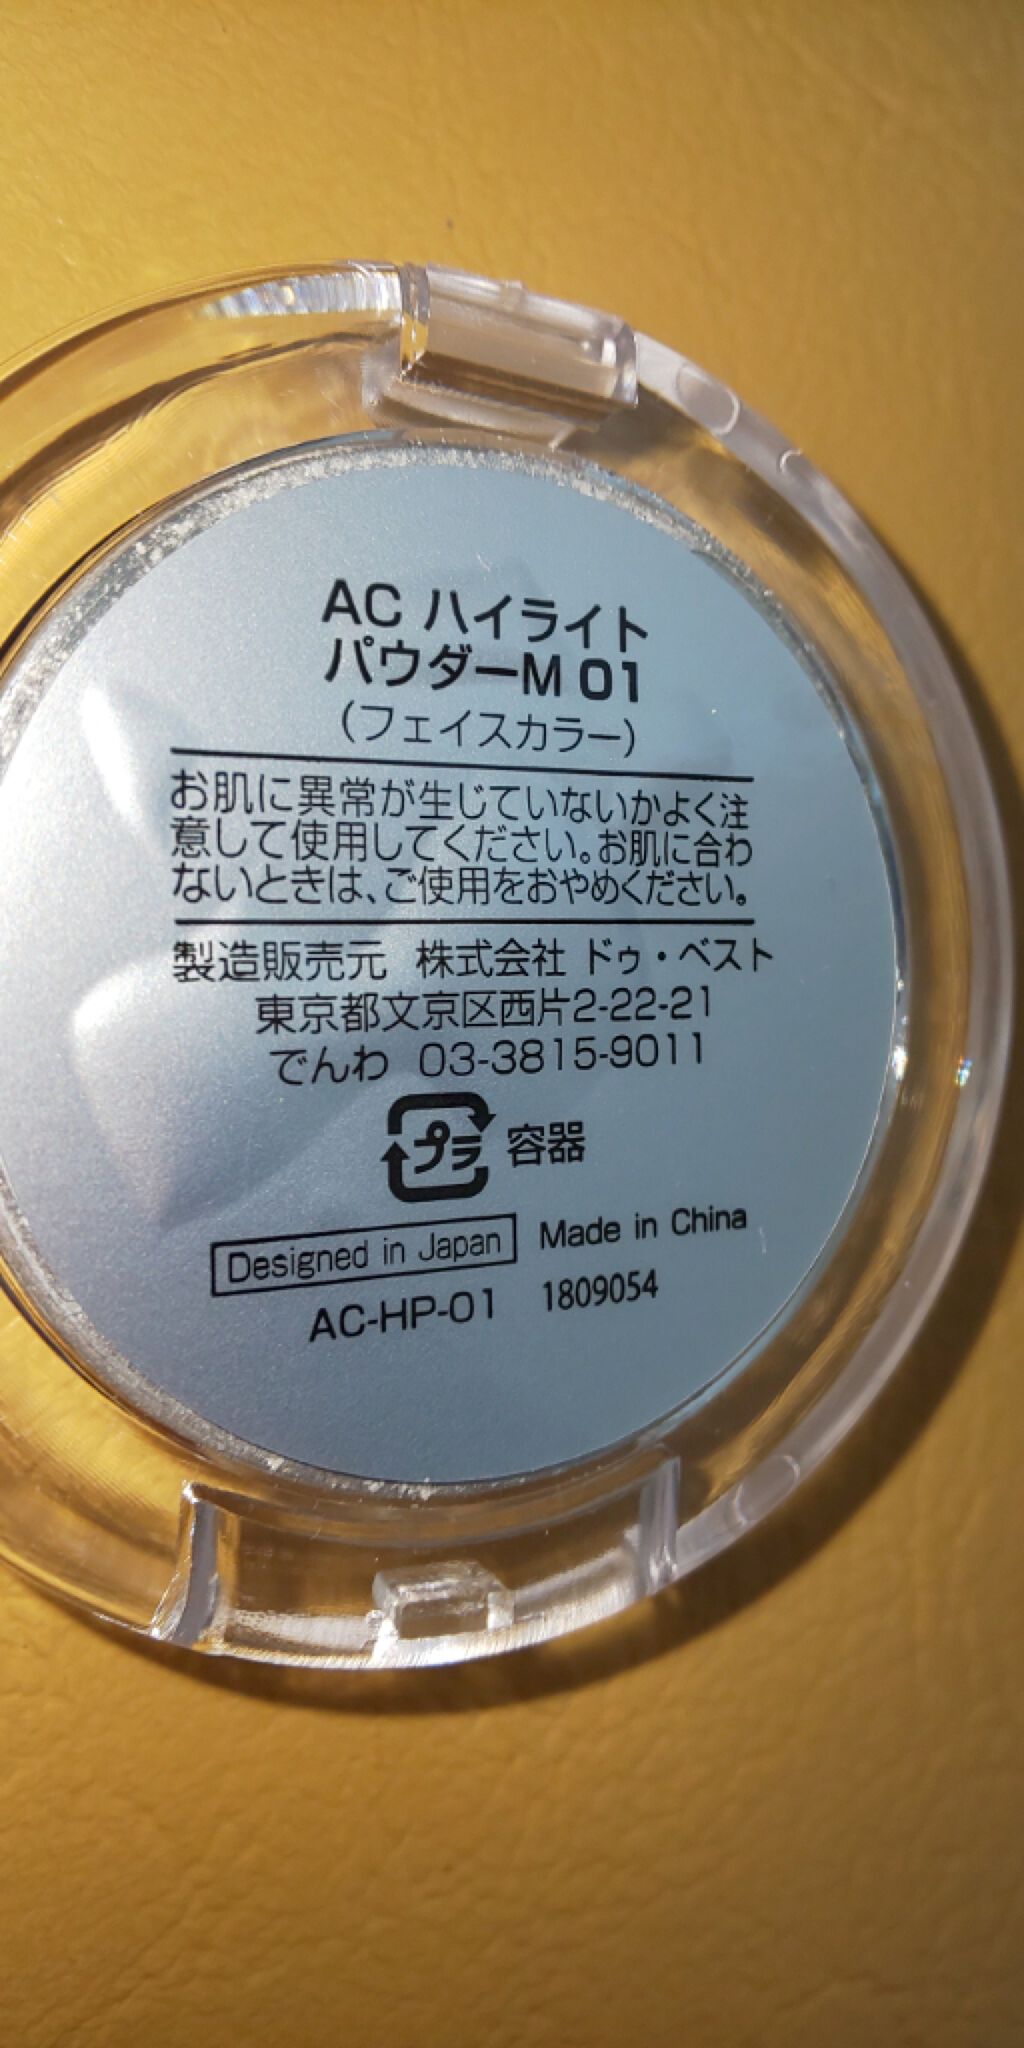 AC ハイライト
パウダーM 01
（フェイスカラー）
お肌に異常が生じていないかよく注
意して使用してください。お肌に合わ
ないときは、ご使用をおやめください。
製造販売元 株式会社 ドゥ・ベスト
東京都文京区西片2-22-21
でんわ 03-3815-9011
プラ 容器
Designed in Japan Made in China
AC-HP-01 1809054